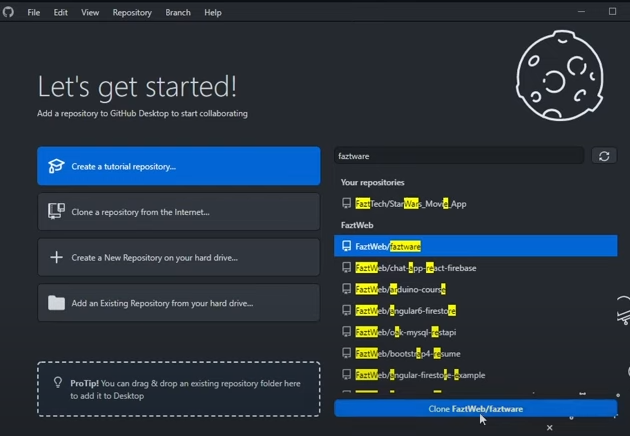 File Edit View Repository Branch Help
Let's get started!
Add a repository to GitHub Desktop to start collaborating
Create a tutorial repository...
Clone a repository from the Internet...
Create a New Repository on your hard drive...
Add an Existing Repository from your hard drive...
ProTip! You can drag & drop an existing repository folder here
to add it to Desktop
faztware
Your repositories
FaztTech/StarWars_Movie_App
FaztWeb
FaztWeb/faztware
FaztWeb/chat-app-react-firebase
FaztWeb/arduino-course
FaztWeb/angular6-firestore
FaztWeb/oak-mysql-restapi
FaztWeb/bootstrap4-resume
FaztWeb/angular-firestore-example
Clone FaztWeb/faztware